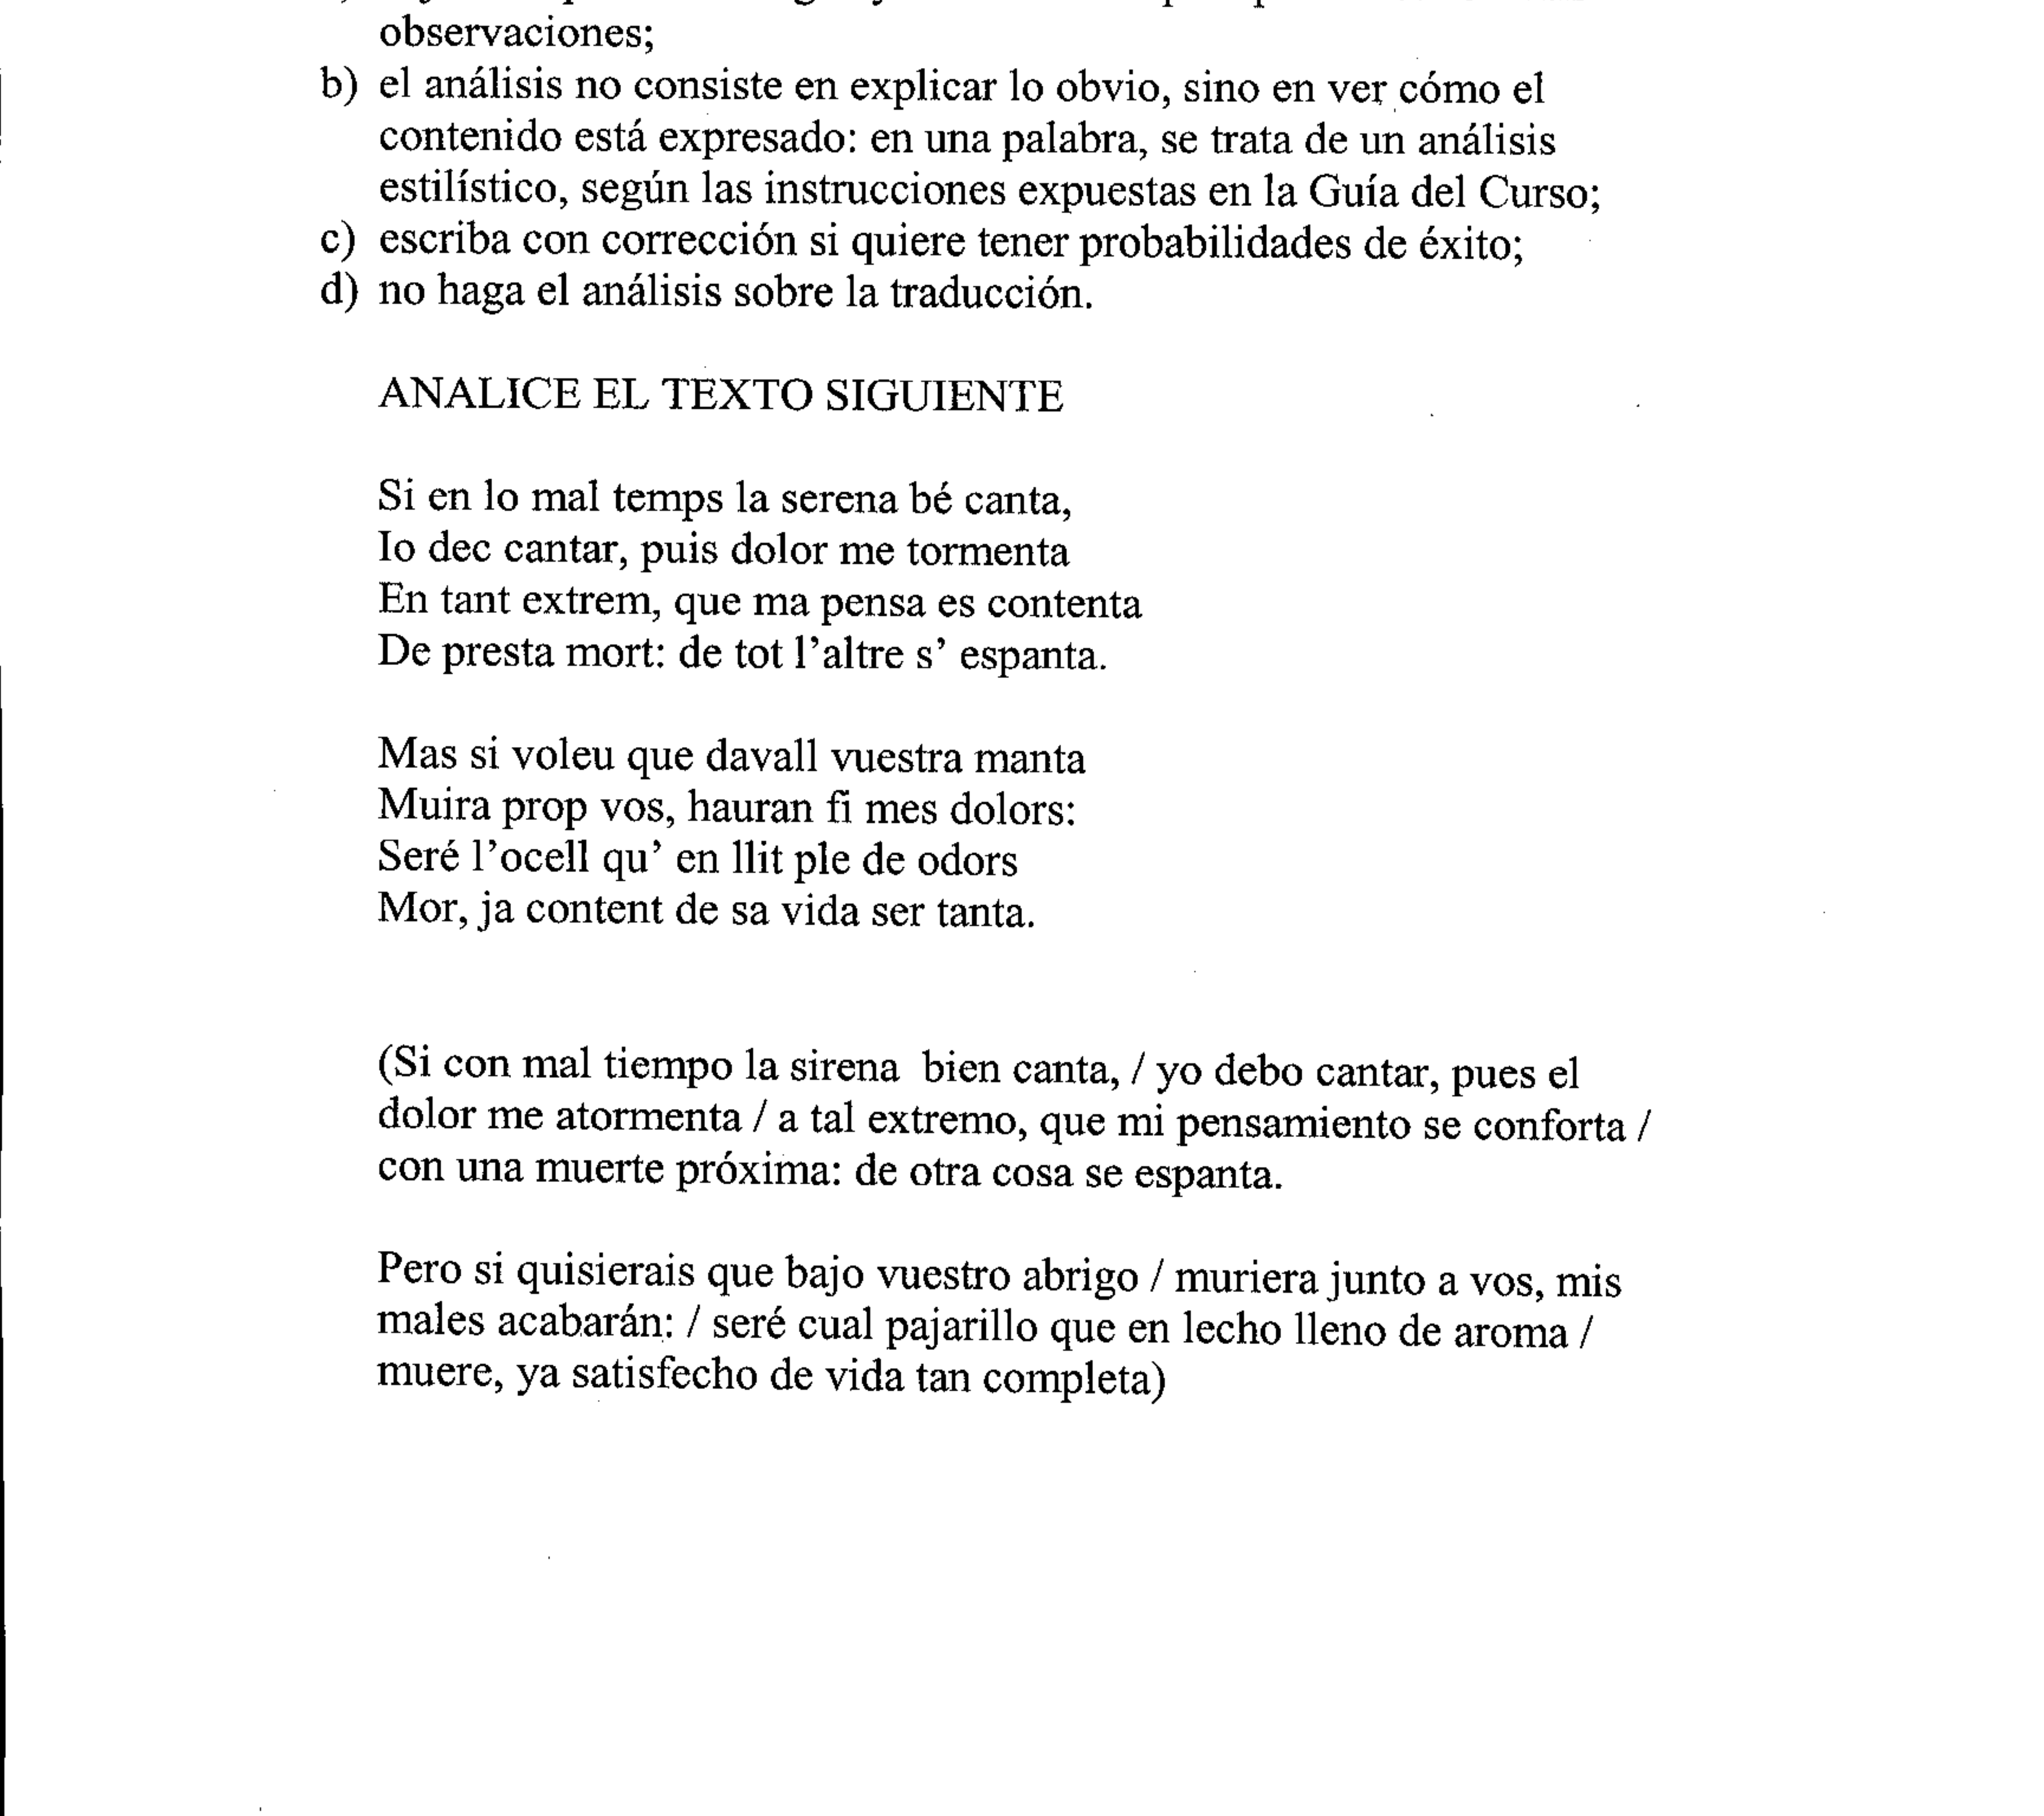 observaciones;
b) el análisis no consiste en explicar lo obvio, sino en ver cómo el
contenido está expresado: en una palabra, se trata de un análisis
estilístico, según las instrucciones expuestas en la Guía del Curso;
c) escriba con corrección si quiere tener probabilidades de éxito;
d) no haga el análisis sobre la traducción.
ANALICE EL TEXTO SIGUIENTE
Si en lo mal temps la serena bé canta,
Io dec cantar, puis dolor me tormenta
En tant extrem, que ma pensa es contenta
De presta mort: de tot l'altre s' espanta.
Mas si voleu que davall vuestra manta
Muira prop vos, hauran fi mes dolors:
Seré l'ocell qu' en llit ple de odors
Mor, ja content de sa vida ser tanta.
(Si con mal tiempo la sirena bien canta, / yo debo cantar, pues el
dolor me atormenta / a tal extremo, que mi pensamiento se conforta /
con una muerte próxima: de otra cosa se espanta.
Pero si quisierais que bajo vuestro abrigo / muriera junto a vos, mis
males acabarán: / seré cual pajarillo que en lecho lleno de aroma /
muere, ya satisfecho de vida tan completa)